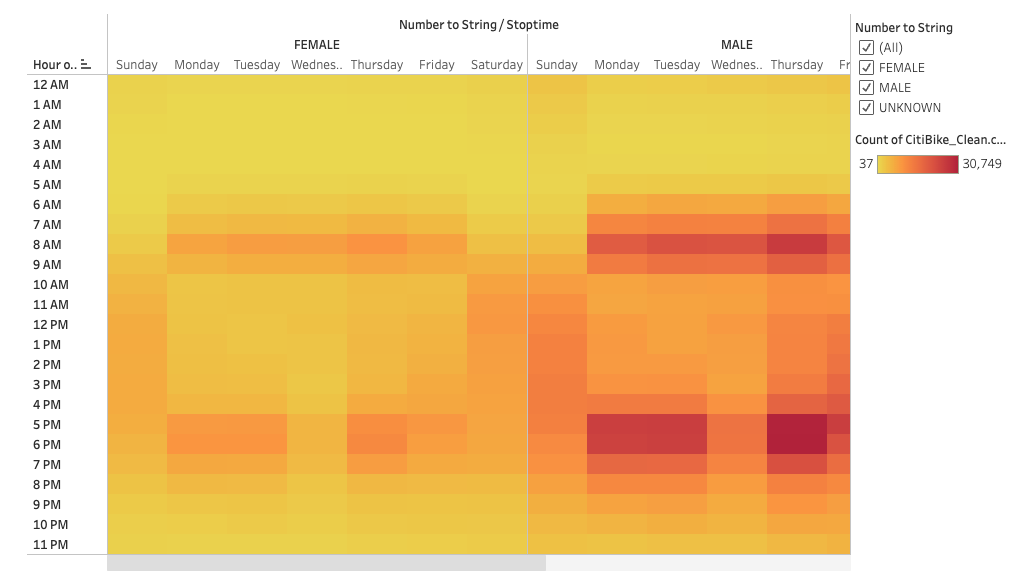 Number to String / Stoptime
FEMALE MALE
Hour o.. Sunday Monday Tuesday Wednes.. Thursday Friday Saturday Sunday Monday Tuesday Wednes.. Thursday Fr
12 AM
1 AM
2 AM
3 AM
4 AM
5 AM
6 AM
7 AM
8 AM
9 AM
10 AM
11 AM
12 PM
1 PM
2 PM
3 PM
4 PM
5 PM
6 PM
7 PM
8 PM
9 PM
10 PM
11 PM
Number to String
(All)
FEMALE
MALE
UNKNOWN
Count of CitiBike_Clean.c...
37 30,749